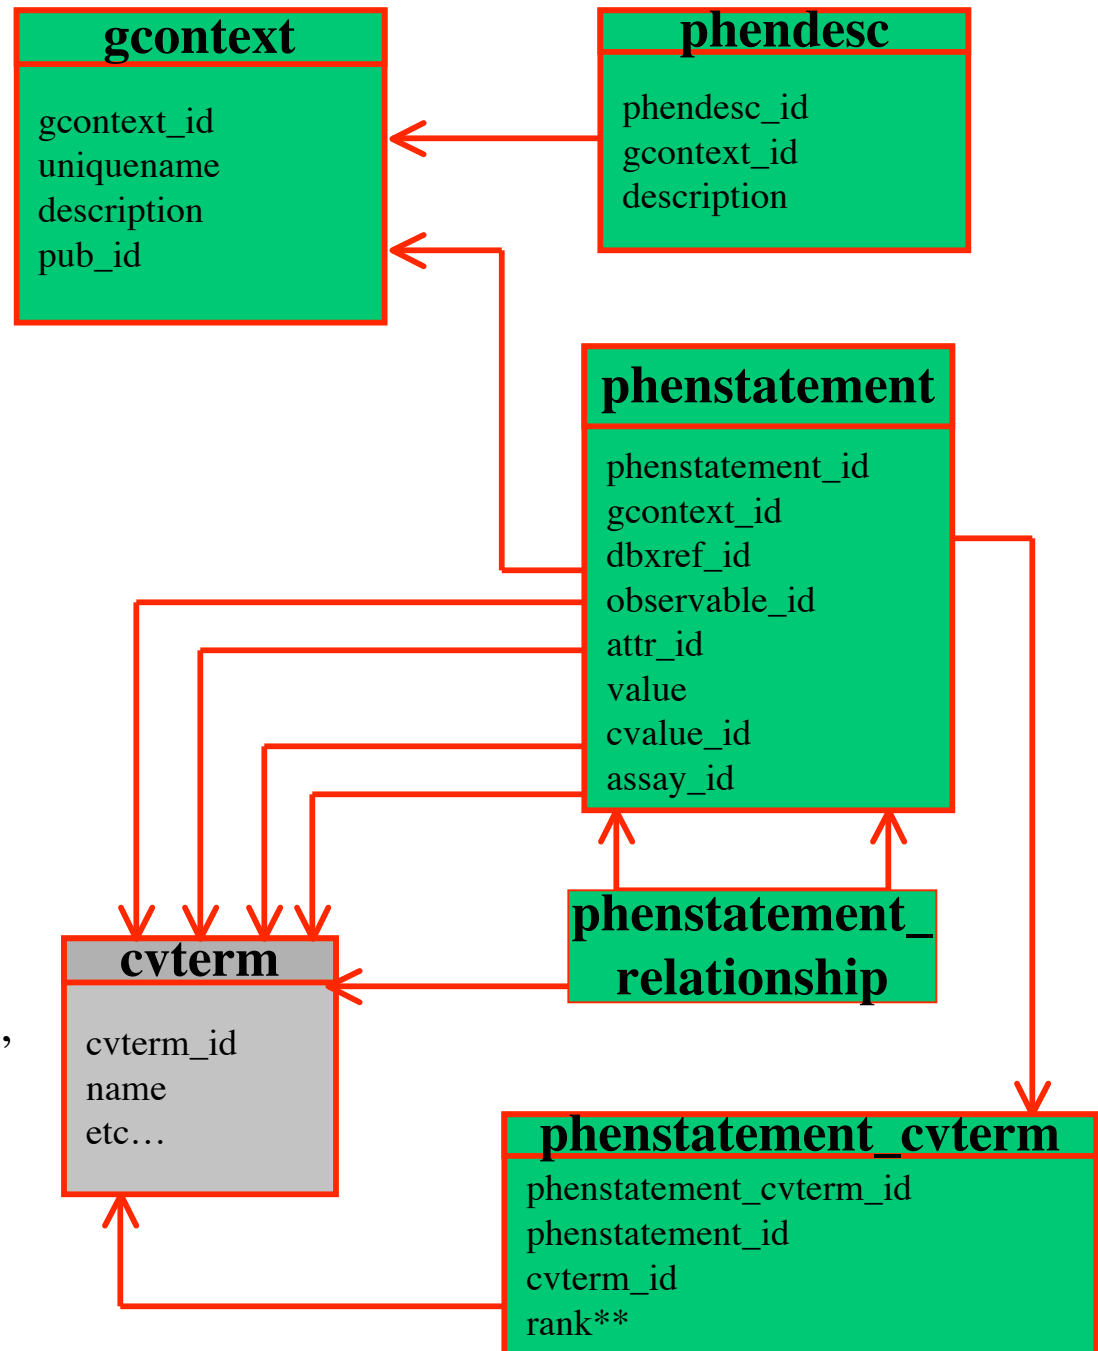 gcontext
gcontext_id
uniquename
description
pub_id
phendesc
phendesc_id
gcontext_id
description
phenstatement
phenstatement_id
gcontext_id
dbxref_id
observable_id
attr_id
value
cvalue_id
assay_id
phenstatement_
relationship
cvterm
,
cvterm_id
name
etc…
phenstatement_cvterm
phenstatement_cvterm_id
phenstatement_id
cvterm_id
rank**